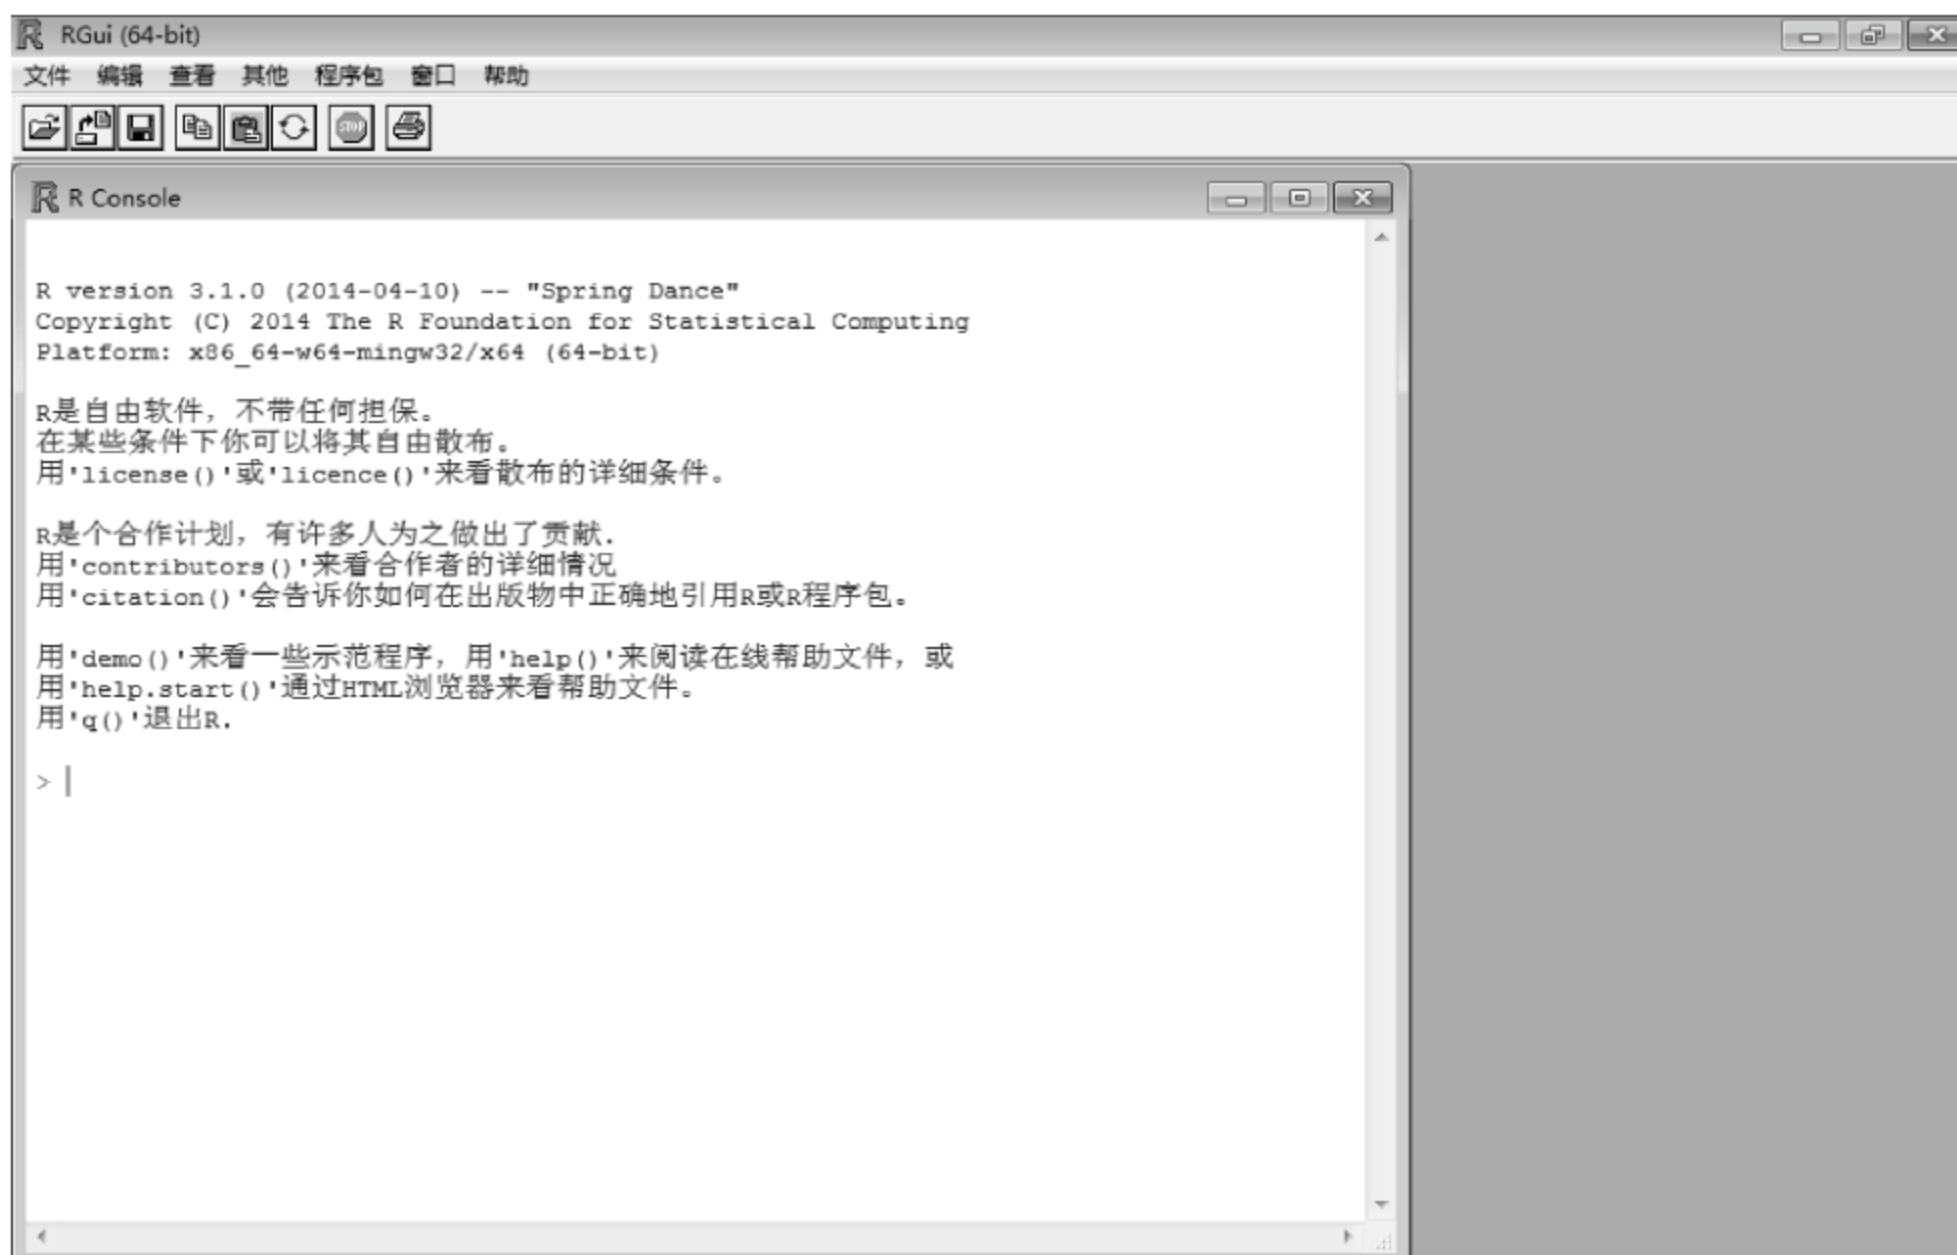 RGui (64-bit)
文件 编辑 查看 其他 程序包 窗口 帮助
STOP
R Console
R version 3.1.0 (2014-04-10) -- "Spring Dance"
Copyright (C) 2014 The R Foundation for Statistical Computing
Platform: x86_64-w64-mingw32/x64 (64-bit)
R是自由软件，不带任何担保。
在某些条件下你可以将其自由散布。
用'license()'或'licence()'来看散布的详细条件。
R是个合作计划，有许多人为之做出了贡献.
用'contributors()'来看合作者的详细情况
用'citation()'会告诉你如何在出版物中正确地引用R或R程序包。
用'demo()'来看一些示范程序，用'help()'来阅读在线帮助文件，或
用'help.start()'通过HTML浏览器来看帮助文件。
用'q()'退出R.
>